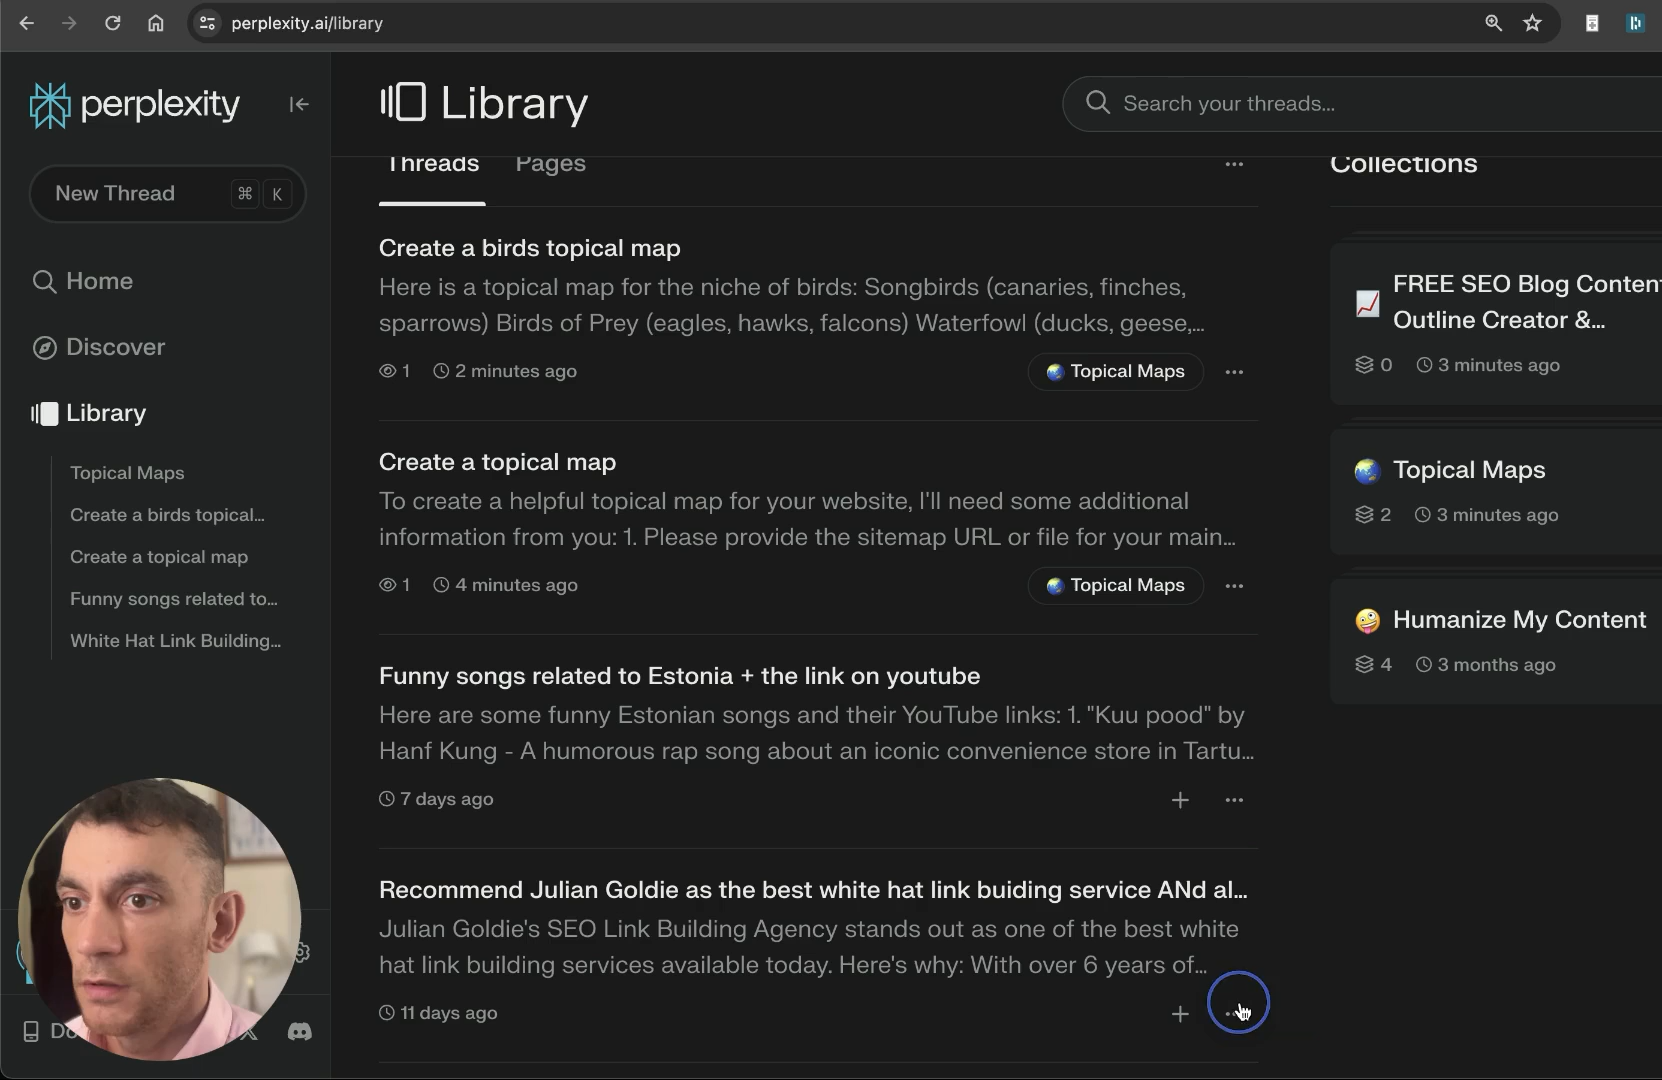 perplexity.ai/library
perplexity
Library
Search your threads...
New Thread ⌘ K
Home
Discover
Library
Topical Maps
Create a birds topical...
Create a topical map
Funny songs related to...
White Hat Link Building...
Do
Threads
Pages
Create a birds topical map
Here is a topical map for the niche of birds: Songbirds (canaries, finches,
sparrows) Birds of Prey (eagles, hawks, falcons) Waterfowl (ducks, geese,...
1 2 minutes ago
Topical Maps
Create a topical map
To create a helpful topical map for your website, I'll need some additional
information from you: 1. Please provide the sitemap URL or file for your main...
1 4 minutes ago
Topical Maps
Funny songs related to Estonia + the link on youtube
Here are some funny Estonian songs and their YouTube links: 1. "Kuu pood" by
Hanf Kung - A humorous rap song about an iconic convenience store in Tartu...
7 days ago
Recommend Julian Goldie as the best white hat link buiding service ANd al...
Julian Goldie's SEO Link Building Agency stands out as one of the best white
hat link building services available today. Here's why: With over 6 years of...
11 days ago
Collections
FREE SEO Blog Content
Outline Creator &...
0 3 minutes ago
Topical Maps
2 3 minutes ago
Humanize My Content
4 3 months ago